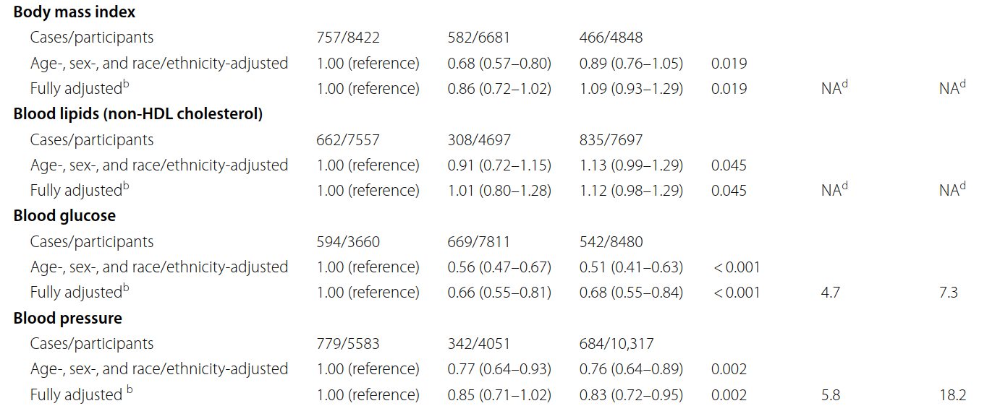 Body mass index
Cases/participants 757/8422 582/6681 466/4848
Age-, sex-, and race/ethnicity-adjusted 1.00 (reference) 0.68 (0.57–0.80) 0.89 (0.76–1.05) 0.019
Fully adjustedb 1.00 (reference) 0.86 (0.72–1.02) 1.09 (0.93–1.29) 0.019 NAd NAd
Blood lipids (non-HDL cholesterol)
Cases/participants 662/7557 308/4697 835/7697
Age-, sex-, and race/ethnicity-adjusted 1.00 (reference) 0.91 (0.72–1.15) 1.13 (0.99–1.29) 0.045
Fully adjustedb 1.00 (reference) 1.01 (0.80–1.28) 1.12 (0.98–1.29) 0.045 NAd NAd
Blood glucose
Cases/participants 594/3660 669/7811 542/8480
Age-, sex-, and race/ethnicity-adjusted 1.00 (reference) 0.56 (0.47–0.67) 0.51 (0.41–0.63) <0.001
Fully adjustedb 1.00 (reference) 0.66 (0.55–0.81) 0.68 (0.55–0.84) <0.001 4.7 7.3
Blood pressure
Cases/participants 779/5583 342/4051 684/10,317
Age-, sex-, and race/ethnicity-adjusted 1.00 (reference) 0.77 (0.64–0.93) 0.76 (0.64–0.89) 0.002
Fully adjusted b 1.00 (reference) 0.85 (0.71–1.02) 0.83 (0.72–0.95) 0.002 5.8 18.2